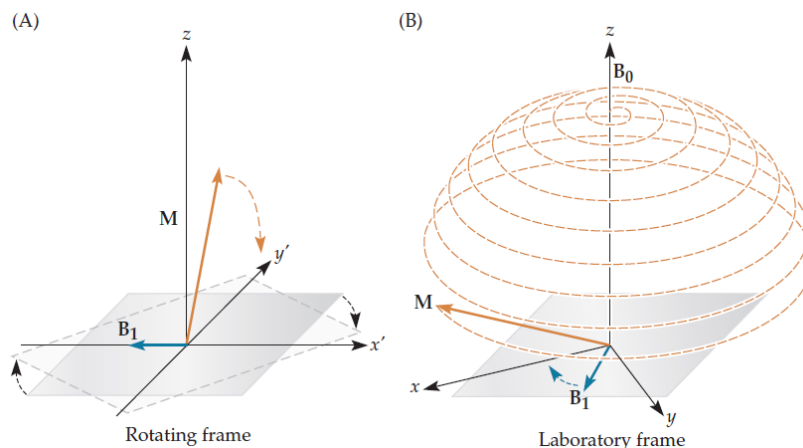 (A)
z
M
y′
B1
x′
Rotating frame
(B)
z
B0
M
x
B1
y
Laboratory frame